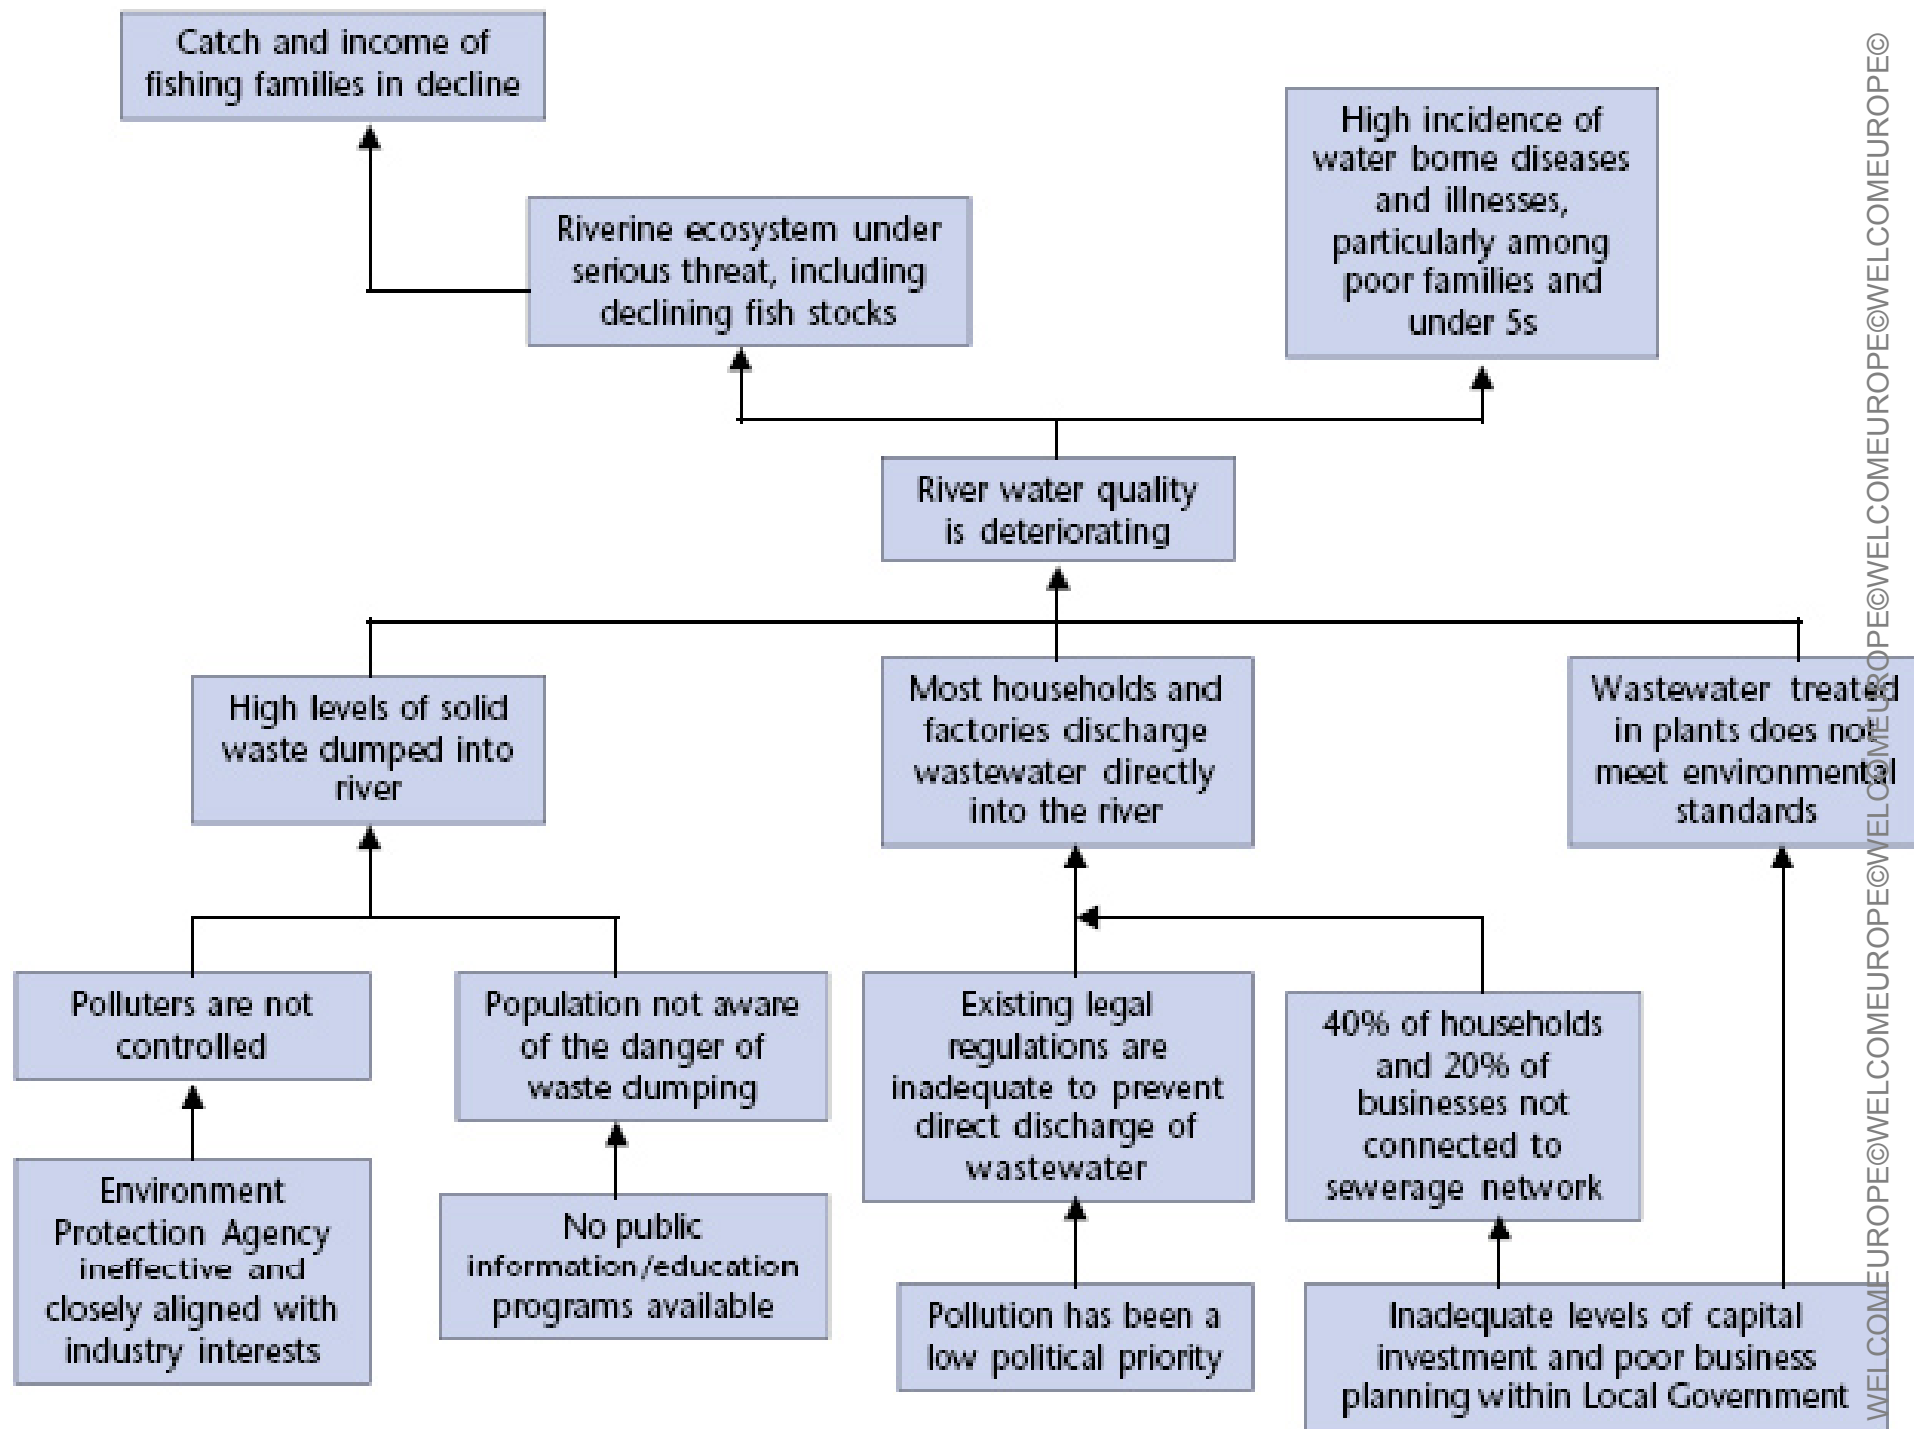 Catch and income of
fishing families in decline
High incidence of
water borne diseases
and illnesses,
particularly among
poor families and
under 5s
Riverine ecosystem under
serious threat, including
declining fish stocks
River water quality
is deteriorating
High levels of solid
waste dumped into
river
Most households and
factories discharge
wastewater directly
into the river
Wastewater treated
in plants does not
meet environmental
standards
Polluters are not
controlled
Population not aware
of the danger of
waste dumping
Existing legal
regulations are
inadequate to prevent
direct discharge of
wastewater
40% of households
and 20% of
businesses not
connected to
sewerage network
Environment
Protection Agency
ineffective and
closely aligned with
industry interests
No public
information/education
programs available
Pollution has been a
low political priority
Inadequate levels of capital
investment and poor business
planning within Local Government
WELCOMEUROPE©WELCOMEUROPE©WELCOMEUROPE©WELCOMEUROPE©WELCOMEUROPE©WELCOMEUROPE©